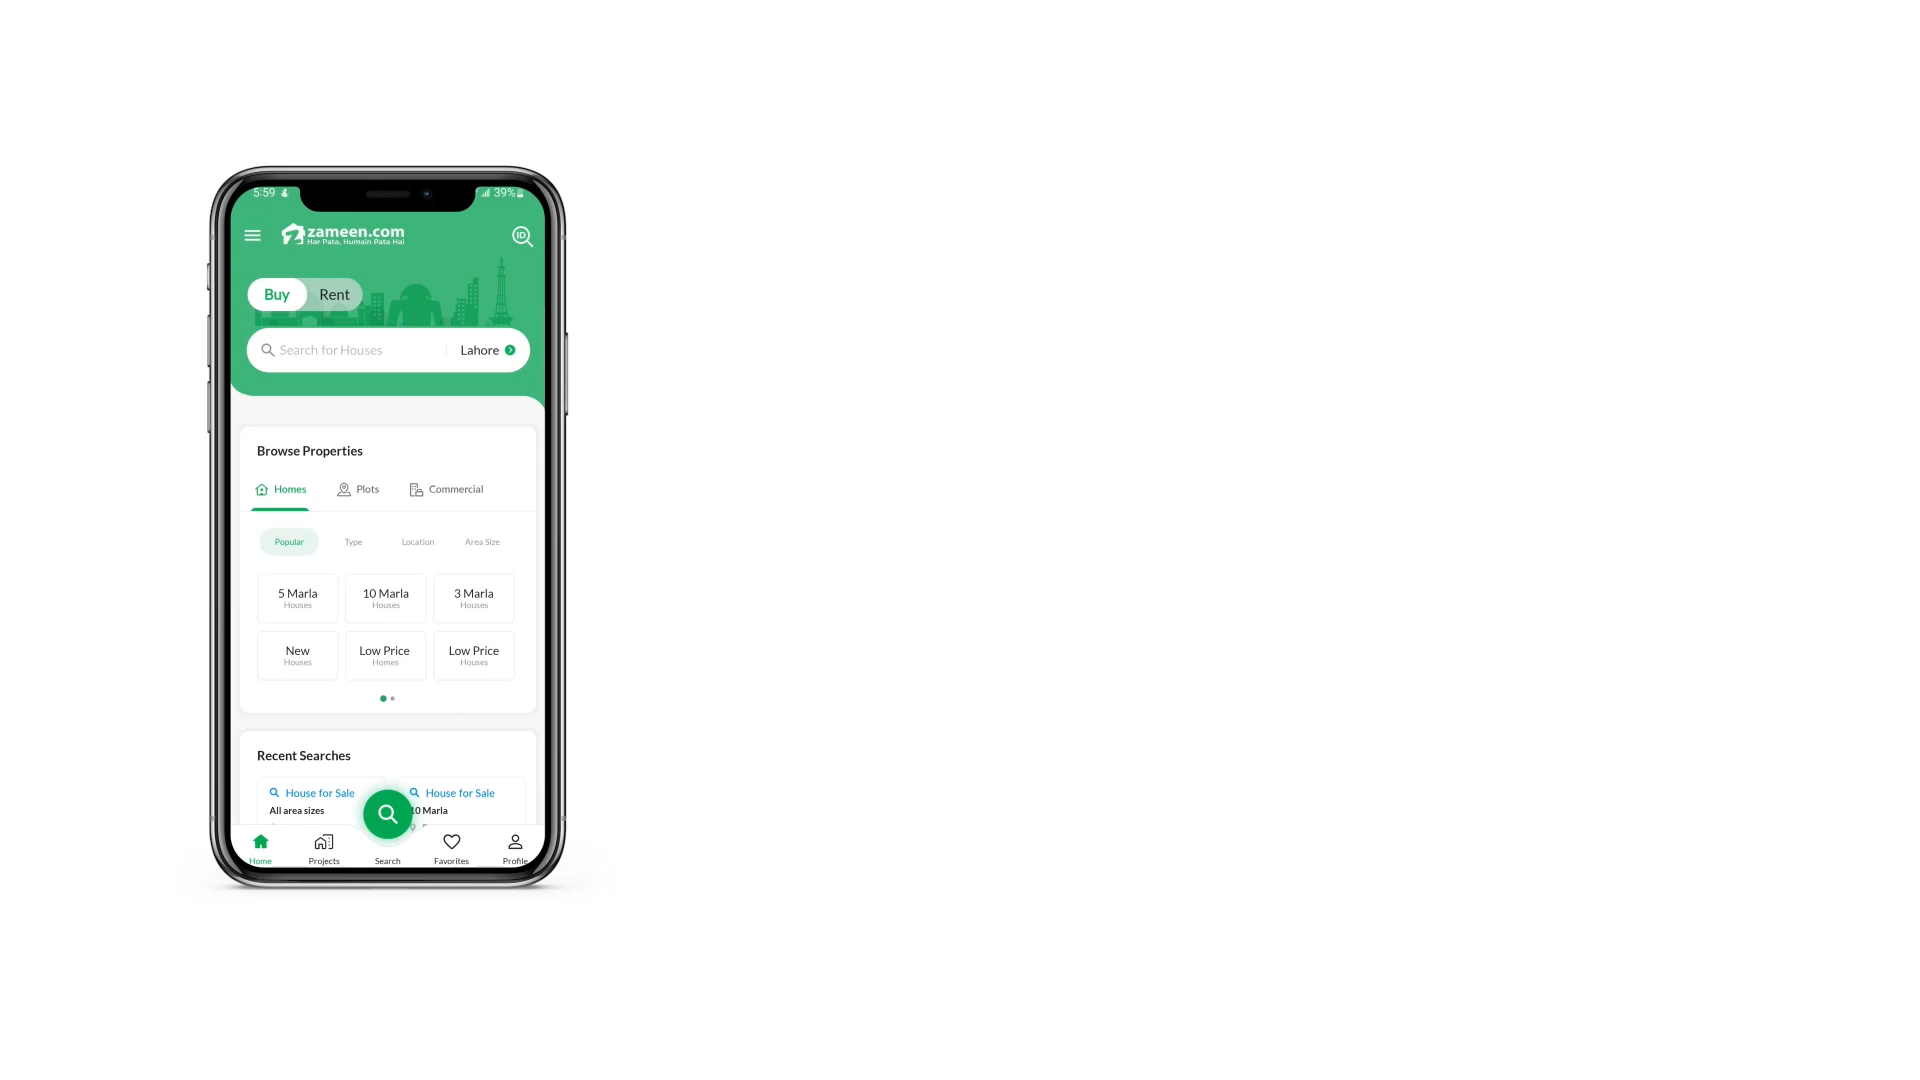 5:59
39%
zameen.com
Har Pata, Humain Pata Hai
ID
Buy
Rent
Search for Houses
Lahore
Browse Properties
Homes
Plots
Commercial
Popular
Type
Location
Area Size
5 Marla
Houses
10 Marla
Houses
3 Marla
Houses
New
Houses
Low Price
Homes
Low Price
Houses
Recent Searches
House for Sale
All area sizes
House for Sale
10 Marla
Home
Projects
Search
Favorites
Profile